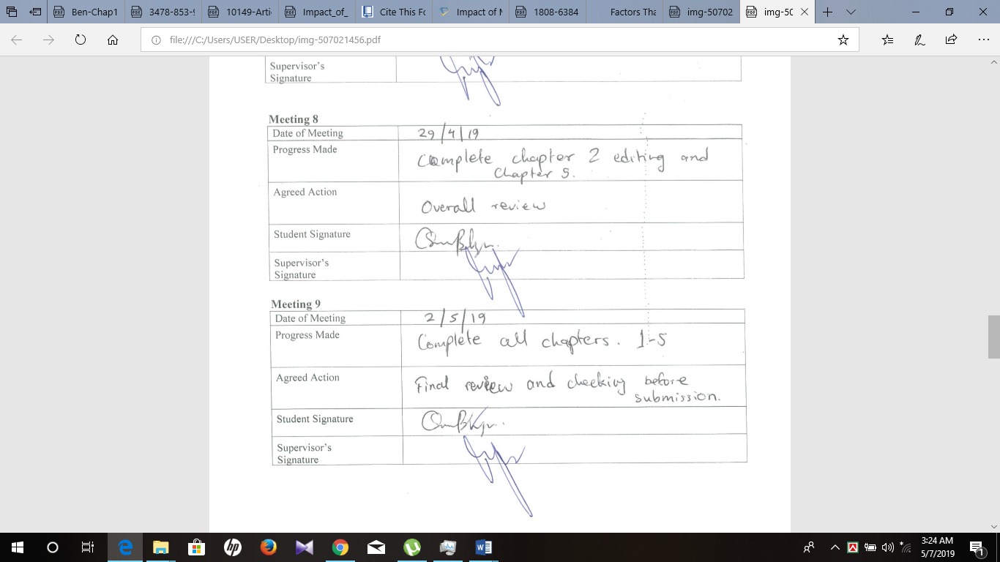 Ben-Chap1
3478-853-9
10149-Arti
Impact_of_
Cite This Fo
Impact of M
1808-6384
Factors Tha
img-50702
img-50
file:///C:/Users/USER/Desktop/img-507021456.pdf
Supervisor's
Signature
Meeting 8
Date of Meeting 29/4/19
Progress Made Complete chapter 2 editing and
chapter 5.
Agreed Action
Overall review
Student Signature
Supervisor's
Signature
Meeting 9
Date of Meeting 2/5/19
Progress Made Complete all chapters. 1-5
Agreed Action Final review and checking before
submission.
Student Signature
Supervisor's
Signature
3:24 AM
5/7/2019